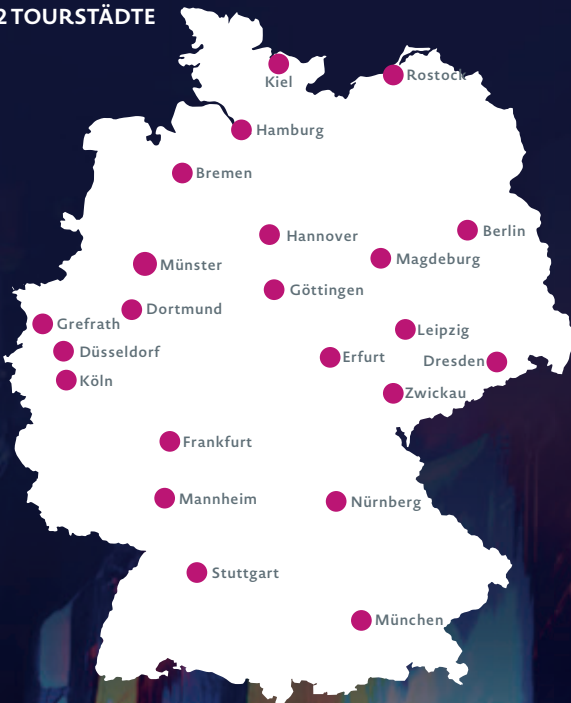 2 TOURSTÄDTE
Kiel
Rostock
Hamburg
Bremen
Hannover
Berlin
Magdeburg
Münster
Göttingen
Dortmund
Grefrath
Leipzig
Düsseldorf
Erfurt
Dresden
Köln
Zwickau
Frankfurt
Mannheim
Nürnberg
Stuttgart
München